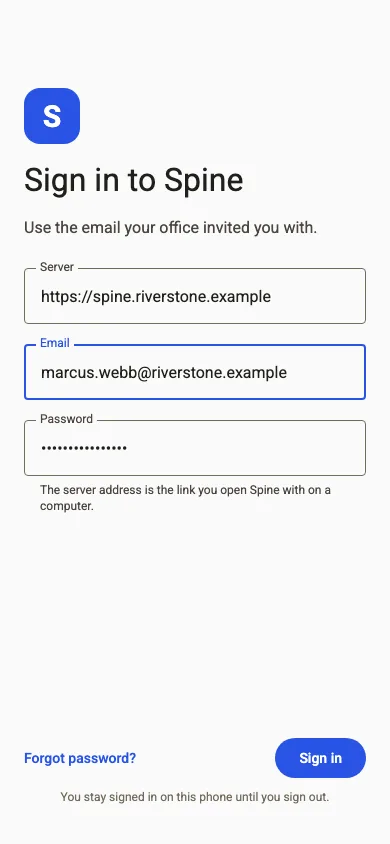 S
Sign in to Spine
Use the email your office invited you with.
Server
https://spine.riverstone.example
Email
marcus.webb@riverstone.example
Password
••••••••••••••••
The server address is the link you open Spine with on a
computer.
Forgot password?
Sign in
You stay signed in on this phone until you sign out.